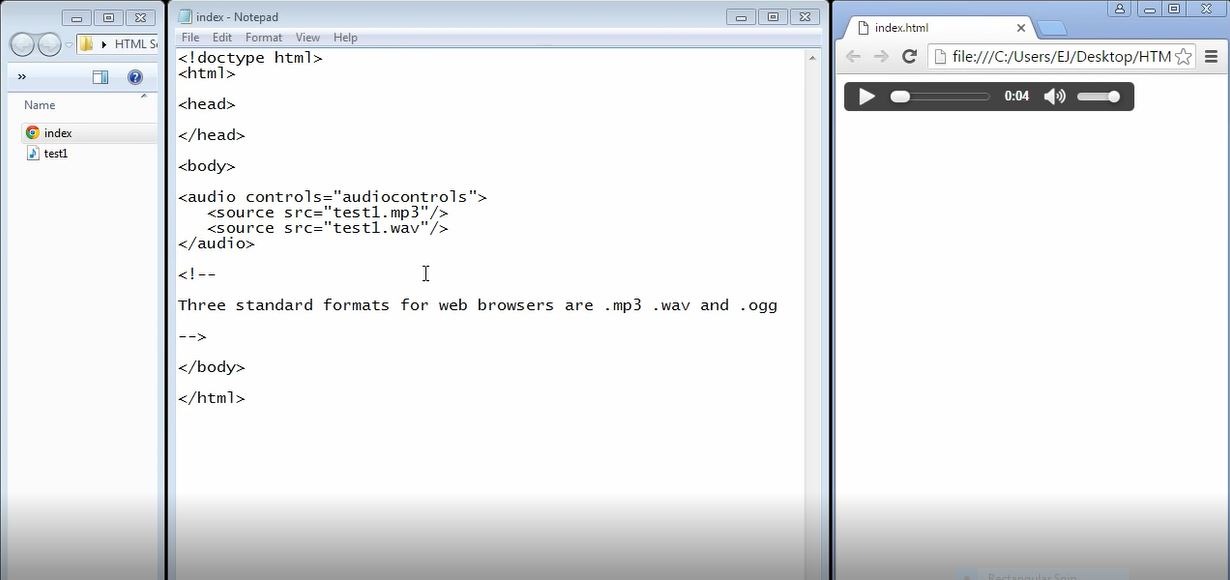 HTML
Name
index
test1
index - Notepad
File Edit Format View Help
<!doctype html>
<html>
<head>
</head>
<body>
<audio controls="audiocontrols">
<source src="test1.mp3"/>
<source src="test1.wav"/>
</audio>
<!--
Three standard formats for web browsers are .mp3 .wav and .ogg
-->
</body>
</html>
index.html
file:///C:/Users/EJ/Desktop/HTM
0:04
Rectangular Snip